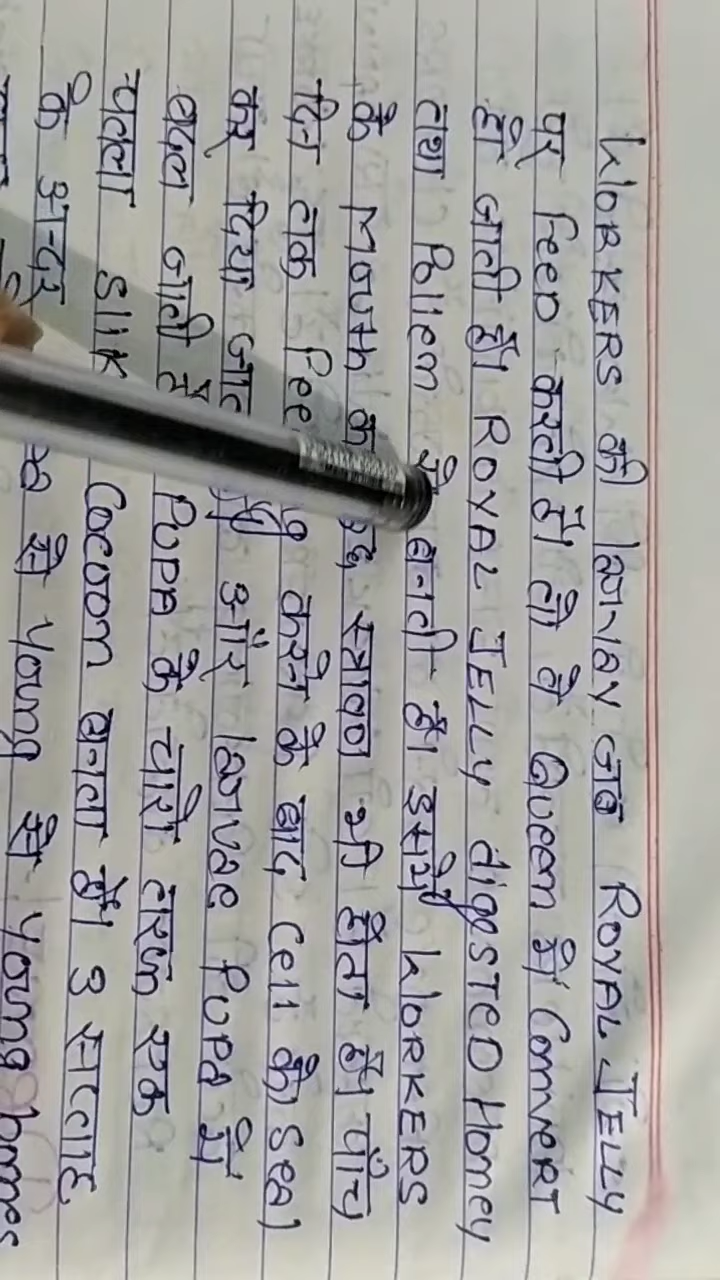 WORKERS की larvay जब ROYAL JELLY
पर Feed करती हैं। तो वे Queen में Convert
हो जाती हैं। ROYAL JELLY digested Honey
तथा Pollen से बनती है। इसमें WORKERS
के Mouth के स्त्रावण भी होता है। पाँच
दिन तक करने के बाद Cell के Seal
कर दिया और larvae Pupa में
बदल जाती है Pupa के चारो तरफ एक
पतला Slik Cocoon बनता है। 3 सप्ताह
के अन्दर से Young से Young bomes